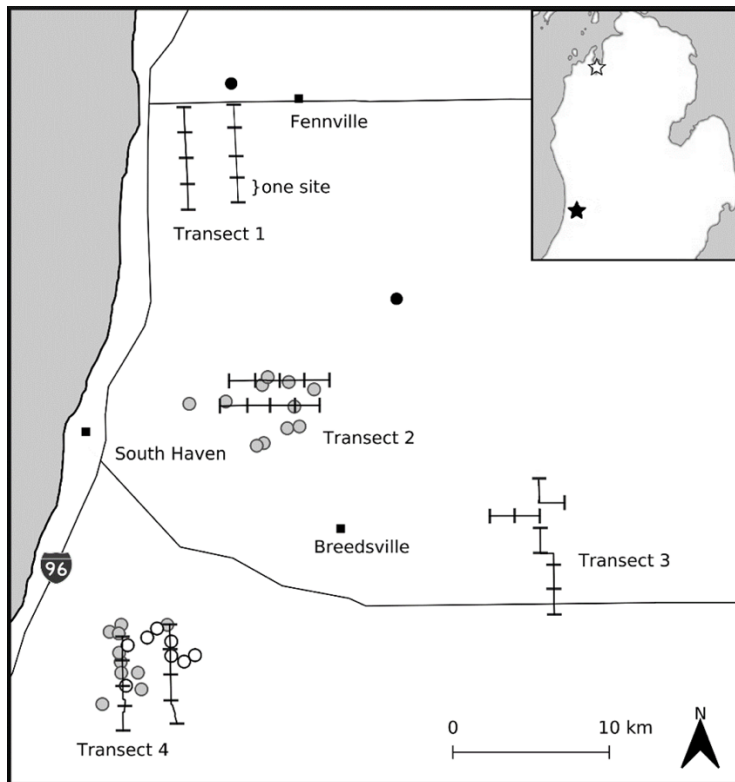 Fennville
}one site
Transect 1
Transect 2
South Haven
Breedsville
Transect 3
96
Transect 4
0 10 km
N